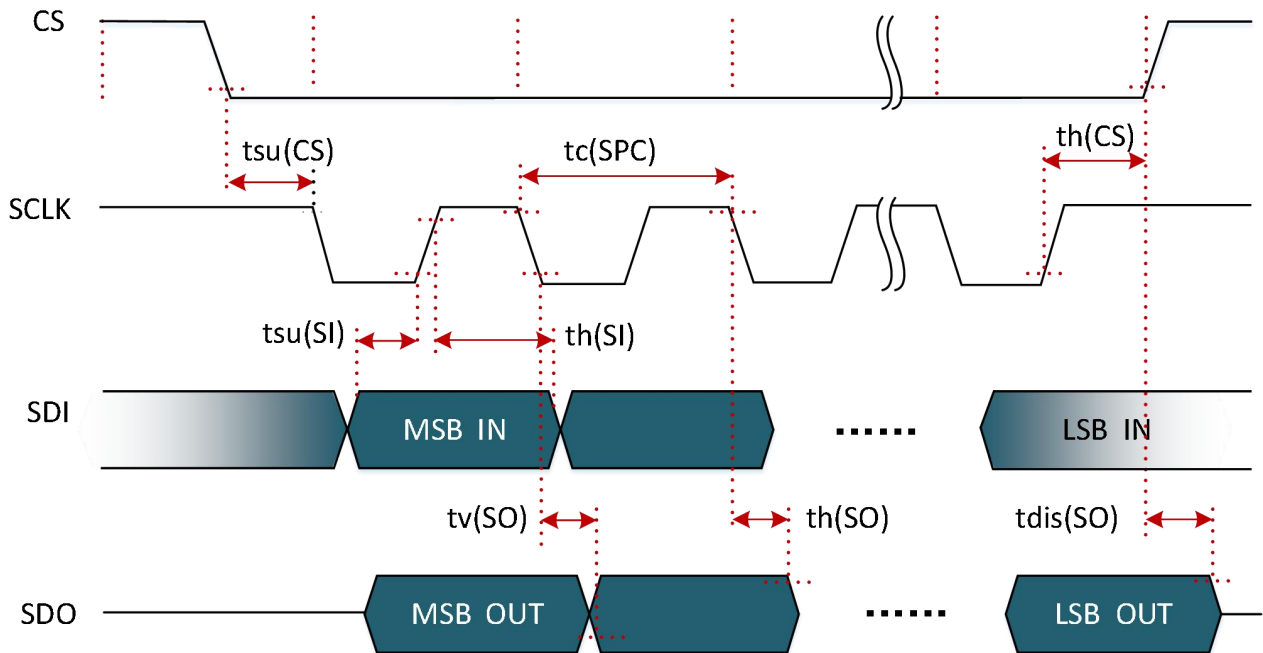 CS
tsu(CS)
tc(SPC)
th(CS)
SCLK
tsu(SI)
th(SI)
SDI
MSB IN
LSB IN
tv(SO)
th(SO)
tdis(SO)
SDO
MSB OUT
LSB OUT